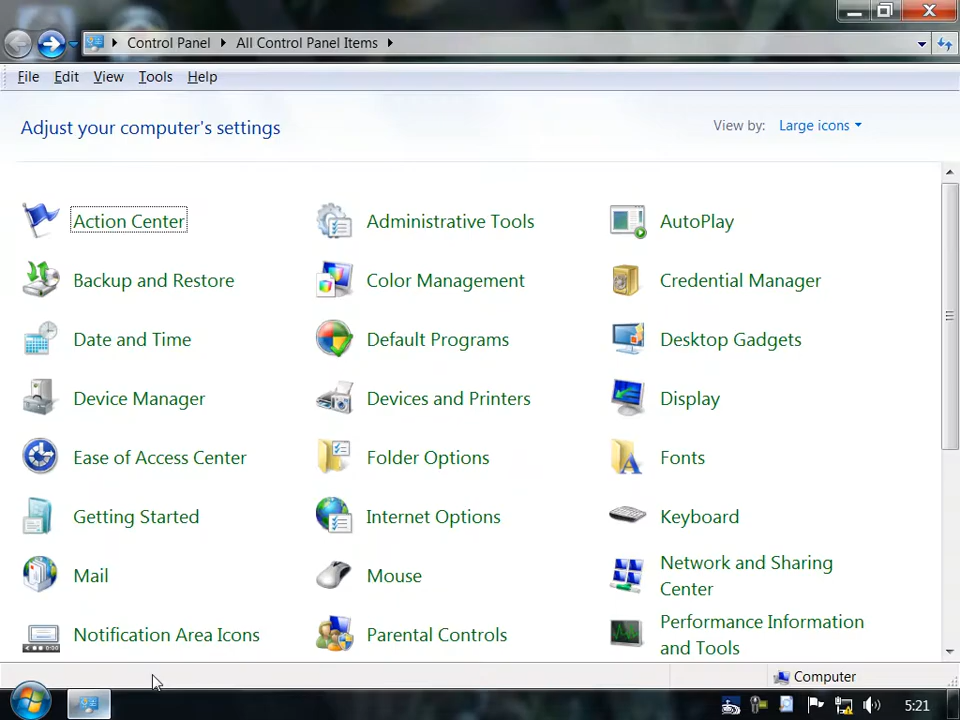 Control Panel All Control Panel Items
File Edit View Tools Help
Adjust your computer's settings
View by: Large icons
Action Center
Administrative Tools
AutoPlay
Backup and Restore
Color Management
Credential Manager
Date and Time
Default Programs
Desktop Gadgets
Device Manager
Devices and Printers
Display
Ease of Access Center
Folder Options
Fonts
Getting Started
Internet Options
Keyboard
Mail
Mouse
Network and Sharing
Center
Notification Area Icons
Parental Controls
Performance Information
and Tools
Computer
5:21